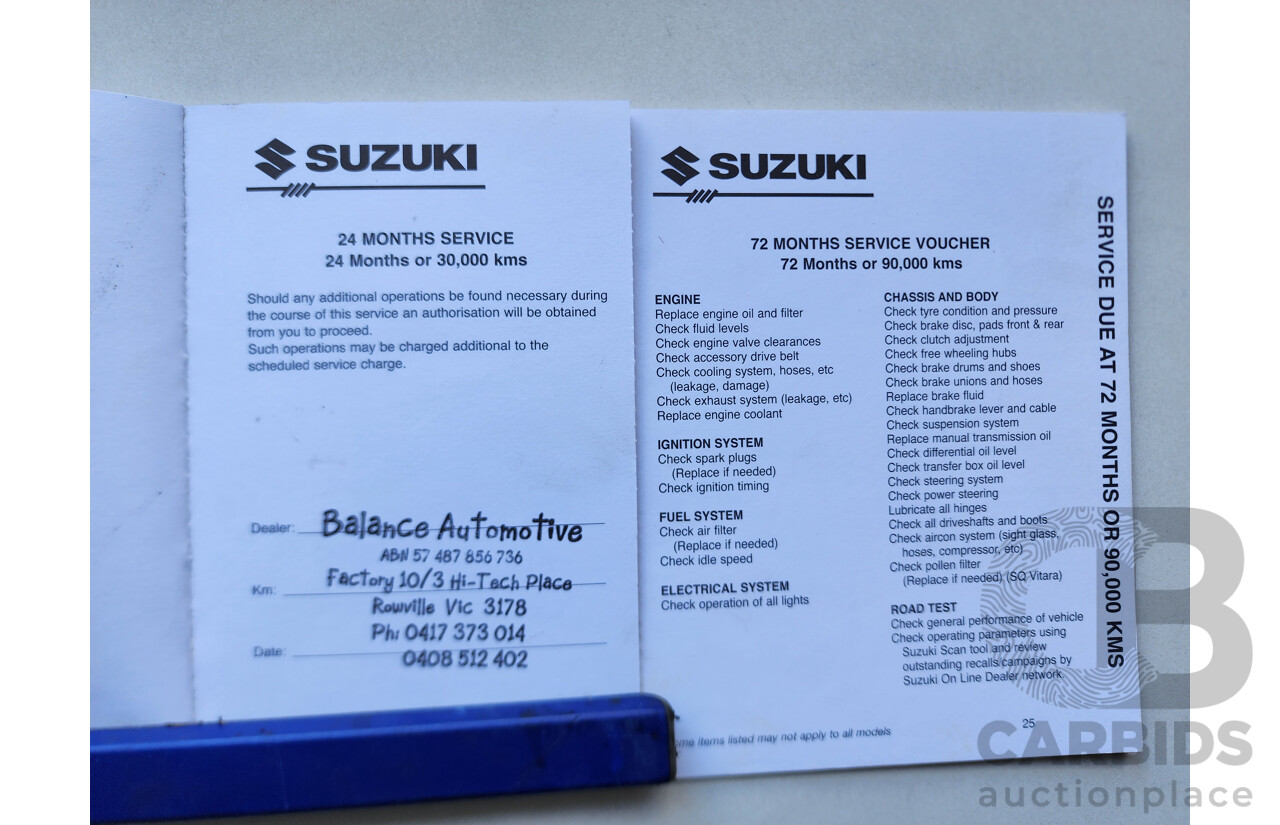 SUZUKI
24 MONTHS SERVICE
24 Months or 30,000 kms
Should any additional operations be found necessary during
the course of this service an authorisation will be obtained
from you to proceed.
Such operations may be charged additional to the
scheduled service charge.
Dealer: Balance Automotive
ABN 57 487 856 736
Km: Factory 10/3 Hi-Tech Place
Rowville Vic 3178
Ph: 0417 373 014
Date: 0408 512 402
SUZUKI
72 MONTHS SERVICE VOUCHER
72 Months or 90,000 kms
ENGINE
Replace engine oil and filter
Check fluid levels
Check engine valve clearances
Check accessory drive belt
Check cooling system, hoses, etc
(leakage, damage)
Check exhaust system (leakage, etc)
Replace engine coolant
IGNITION SYSTEM
Check spark plugs
(Replace if needed)
Check ignition timing
FUEL SYSTEM
Check air filter
(Replace if needed)
Check idle speed
ELECTRICAL SYSTEM
Check operation of all lights
CHASSIS AND BODY
Check tyre condition and pressure
Check brake disc, pads front & rear
Check clutch adjustment
Check free wheeling hubs
Check brake drums and shoes
Check brake unions and hoses
Replace brake fluid
Check handbrake lever and cable
Check suspension system
Replace manual transmission oil
Check differential oil level
Check transfer box oil level
Check steering system
Check power steering
Lubricate all hinges
Check all driveshafts and boots
Check aircon system (sight glass,
hoses, compressor, etc)
Check pollen filter
(Replace if needed) (SQ Vitara)
ROAD TEST
Check general performance of vehicle
Check operating parameters using
Suzuki Scan tool and review
outstanding recalls/campaigns by
Suzuki On Line Dealer network.
25
items listed may not apply to all models
SERVICE DUE AT 72 MONTHS OR 90,000 KMS
CARBIDS
auctionplace